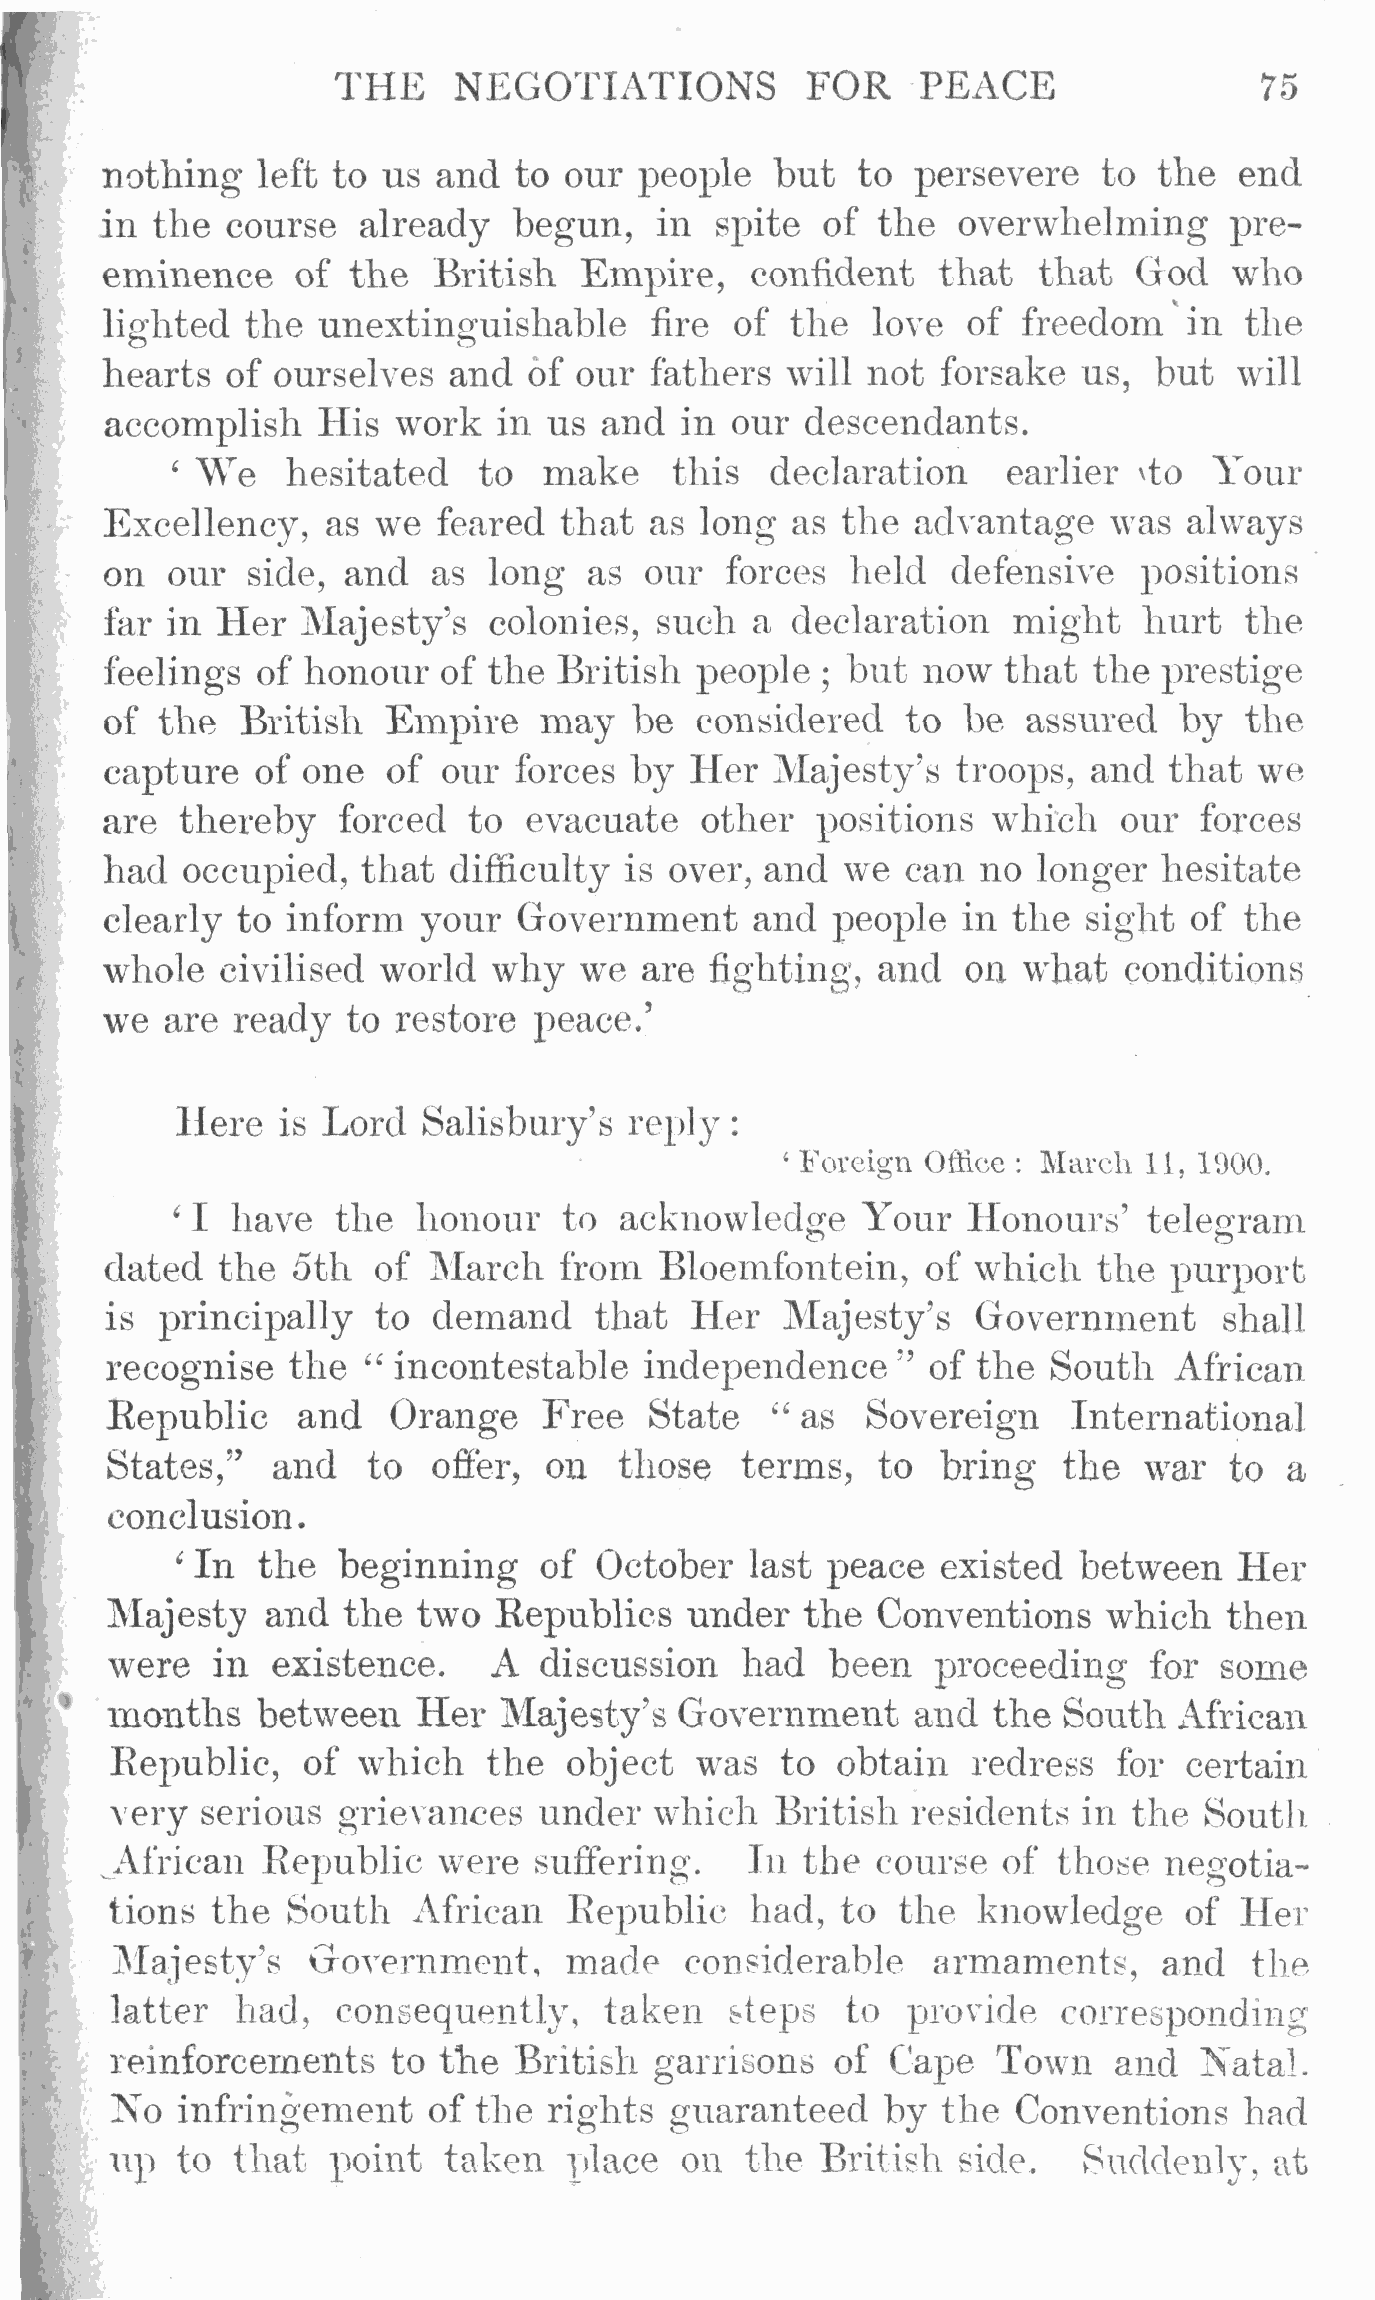 THE NEGOTIATIONS FOR PEACE 75
nothing left to us and to our people but to persevere to the end
in the course already begun, in spite of the overwhelming pre-
eminence of the British Empire, confident that that God who
lighted the unextinguishable fire of the love of freedom in the
hearts of ourselves and of our fathers will not forsake us, but will
accomplish His work in us and in our descendants.
‘ We hesitated to make this declaration earlier to Your
Excellency, as we feared that as long as the advantage was always
on our side, and as long as our forces held defensive positions
far in Her Majesty’s colonies, such a declaration might hurt the
feelings of honour of the British people ; but now that the prestige
of the British Empire may be considered to be assured by the
capture of one of our forces by Her Majesty’s troops, and that we
are thereby forced to evacuate other positions which our forces
had occupied, that difficulty is over, and we can no longer hesitate
clearly to inform your Government and people in the sight of the
whole civilised world why we are fighting, and on what conditions
we are ready to restore peace.’
Here is Lord Salisbury’s reply :
‘ Foreign Office : March 11, 1900.
‘ I have the honour to acknowledge Your Honours’ telegram
dated the 5th of March from Bloemfontein, of which the purport
is principally to demand that Her Majesty’s Government shall
recognise the “ incontestable independence ” of the South African
Republic and Orange Free State “ as Sovereign International
States,” and to offer, on those terms, to bring the war to a
conclusion.
‘ In the beginning of October last peace existed between Her
Majesty and the two Republics under the Conventions which then
were in existence. A discussion had been proceeding for some
months between Her Majesty’s Government and the South African
Republic, of which the object was to obtain redress for certain
very serious grievances under which British residents in the South
African Republic were suffering. In the course of those negotia-
tions the South African Republic had, to the knowledge of Her
Majesty’s Government, made considerable armaments, and the
latter had, consequently, taken steps to provide corresponding
reinforcements to the British garrisons of Cape Town and Natal.
No infringement of the rights guaranteed by the Conventions had
up to that point taken place on the British side. Suddenly, at